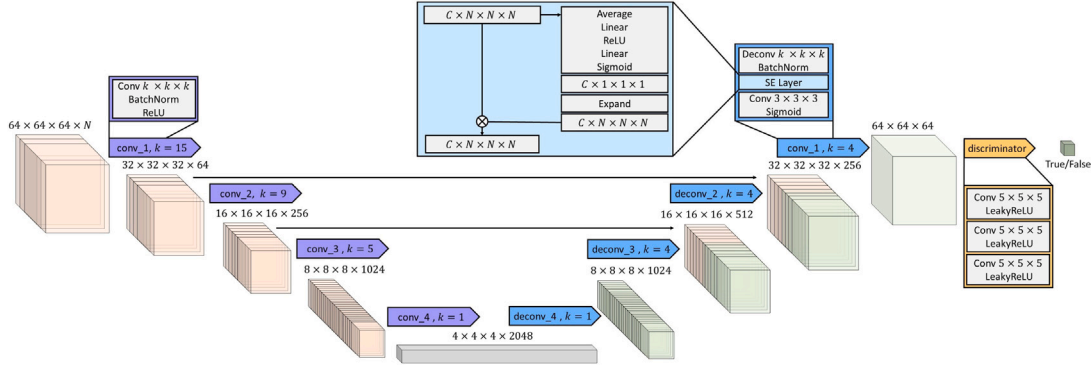 C × N × N × N
Average
Linear
ReLU
Linear
Sigmoid
C × 1 × 1 × 1
Expand
C × N × N × N
C × N × N × N
Deconv k × k × k
BatchNorm
SE Layer
Conv 3 × 3 × 3
Sigmoid
Conv k × k × k
BatchNorm
ReLU
64 × 64 × 64 × N
conv_1, k = 15
32 × 32 × 32 × 64
conv_2, k = 9
16 × 16 × 16 × 256
conv_3 , k = 5
8 × 8 × 8 × 1024
conv_4 , k = 1
4 × 4 × 4 × 2048
deconv_4 , k = 1
8 × 8 × 8 × 1024
deconv_3, k = 4
16 × 16 × 16 × 512
deconv_2, k = 4
32 × 32 × 32 × 256
conv_1, k = 4
64 × 64 × 64
discriminator
True/False
Conv 5 × 5 × 5
LeakyReLU
Conv 5 × 5 × 5
LeakyReLU
Conv 5 × 5 × 5
LeakyReLU